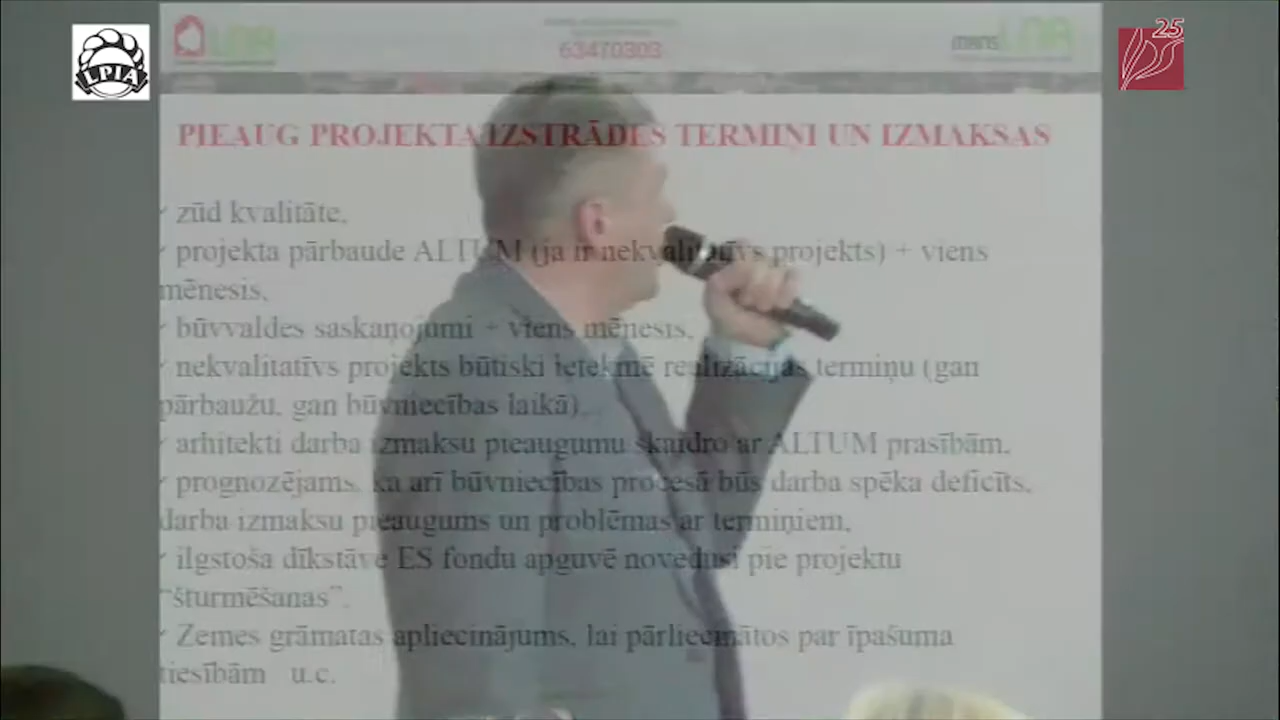 LPIA
LNIA
63470303
mans
25
PIEAUG PROJEKTA IZSTRĀDES TERMIŅI UN IZMAKSAS
zūd kvalitāte,
projekta pārbaude ALTUM (ja ir nekvalitatīvs projekts) + viens
mēnesis,
būvvaldes saskaņojumi + viens mēnesis,
nekvalitatīvs projekts būtiski ietekmē realizācijas termiņu (gan
pārbaužu, gan būvniecības laikā),
arhitekti darba izmaksu pieaugumu skaidro ar ALTUM prasībām,
prognozējams, ka arī būvniecības procesā būs darba spēka deficīts,
darba izmaksu pieaugums un problēmas ar termiņiem,
ilgstoša dīkstāve ES fondu apguvē novedusi pie projektu
“šturmēšanas”,
Zemes grāmatas apliecinājums, lai pārliecinātos par īpašuma
tiesībām u.c.